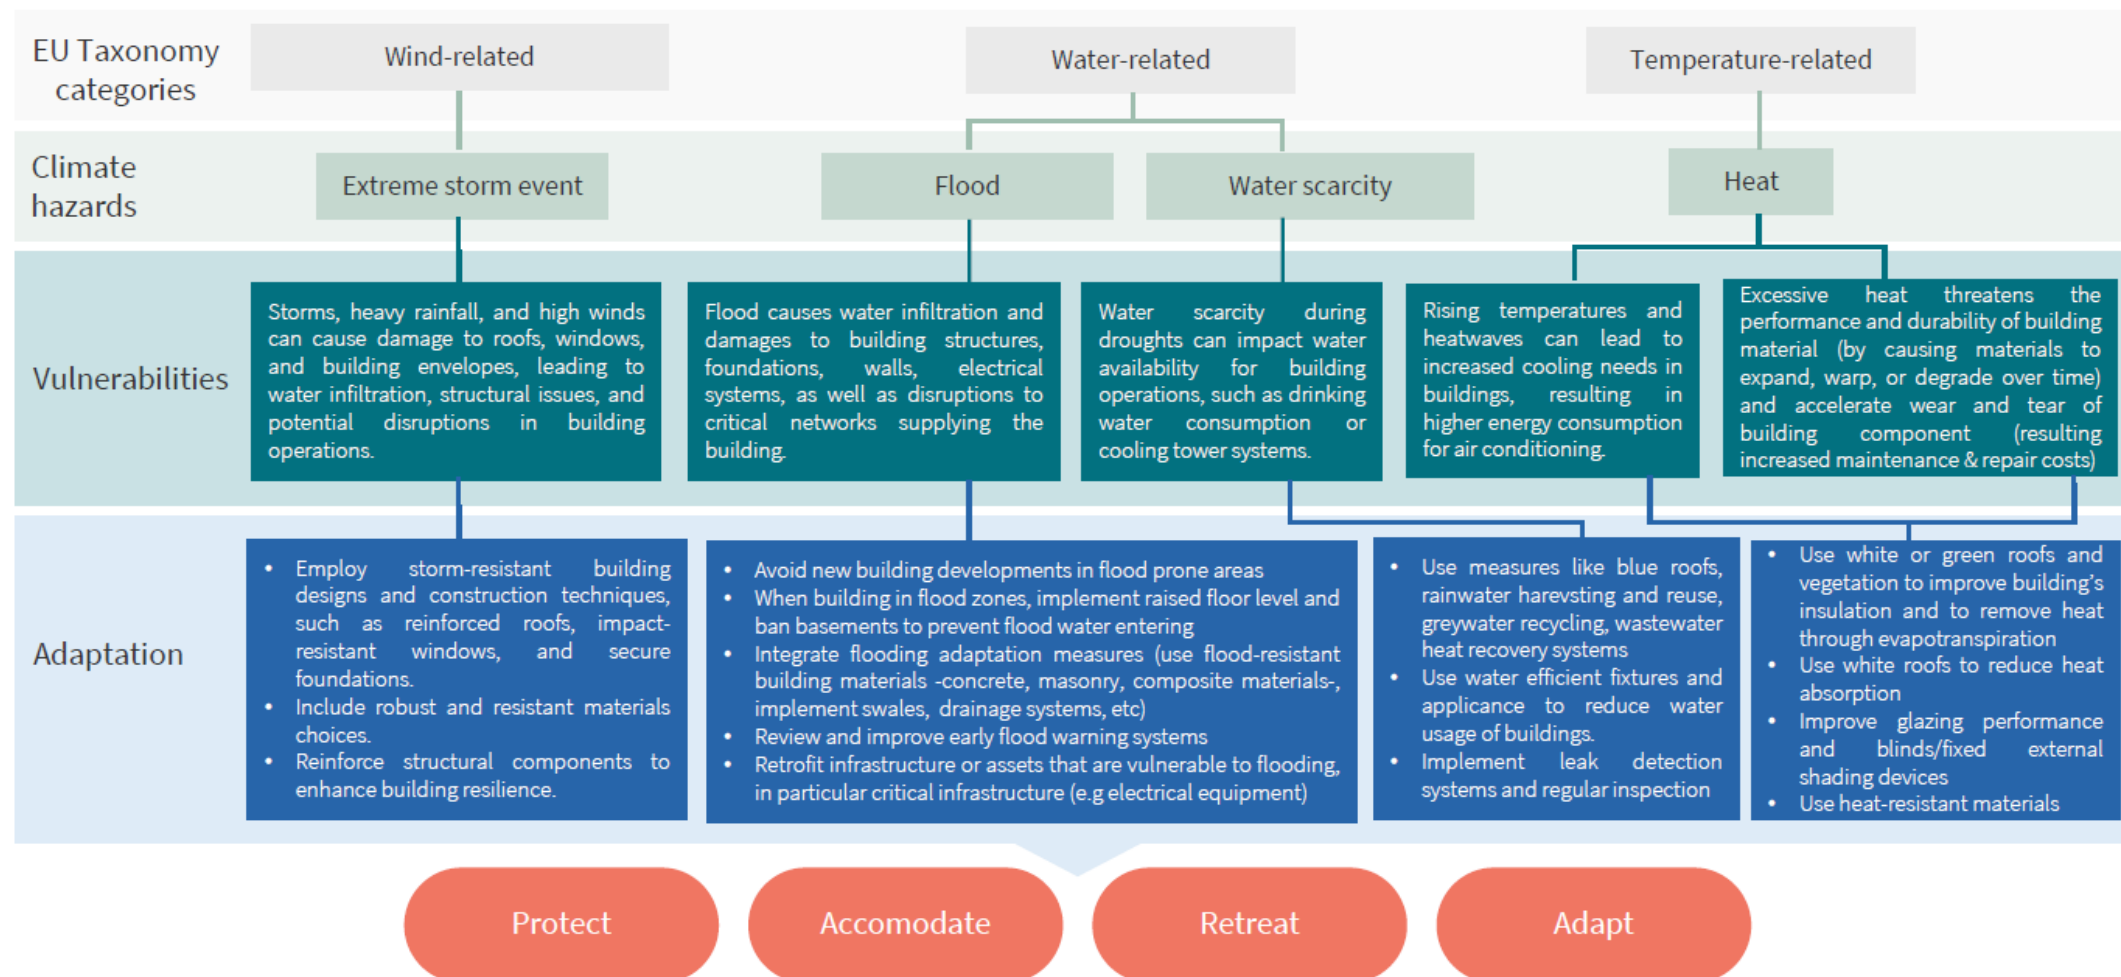 EU Taxonomy
categories
Wind-related
Water-related
Temperature-related
Climate
hazards
Extreme storm event
Flood
Water scarcity
Heat
Vulnerabilities
Storms, heavy rainfall, and high winds
can cause damage to roofs, windows,
and building envelopes, leading to
water infiltration, structural issues, and
potential disruptions in building
operations.
Flood causes water infiltration and
damages to building structures,
foundations, walls, electrical
systems, as well as disruptions to
critical networks supplying the
building.
Water scarcity during
droughts can impact water
availability for building
operations, such as drinking
water consumption or
cooling tower systems.
Rising temperatures and
heatwaves can lead to
increased cooling needs in
buildings, resulting in
higher energy consumption
for air conditioning.
Excessive heat threatens the
performance and durability of building
material (by causing materials to
expand, warp, or degrade over time)
and accelerate wear and tear of
building component (resulting
increased maintenance & repair costs)
Adaptation
• Employ storm-resistant building
designs and construction techniques,
such as reinforced roofs, impact-
resistant windows, and secure
foundations.
• Include robust and resistant materials
choices.
• Reinforce structural components to
enhance building resilience.
• Avoid new building developments in flood prone areas
• When building in flood zones, implement raised floor level and
ban basements to prevent flood water entering
• Integrate flooding adaptation measures (use flood-resistant
building materials -concrete, masonry, composite materials-,
implement swales, drainage systems, etc)
• Review and improve early flood warning systems
• Retrofit infrastructure or assets that are vulnerable to flooding,
in particular critical infrastructure (e.g electrical equipment)
• Use measures like blue roofs,
rainwater harevsting and reuse,
greywater recycling, wastewater
heat recovery systems
• Use water efficient fixtures and
applicance to reduce water
usage of buildings.
• Implement leak detection
systems and regular inspection
• Use white or green roofs and
vegetation to improve building's
insulation and to remove heat
through evapotranspiration
• Use white roofs to reduce heat
absorption
• Improve glazing performance
and blinds/fixed external
shading devices
• Use heat-resistant materials
Protect
Accomodate
Retreat
Adapt